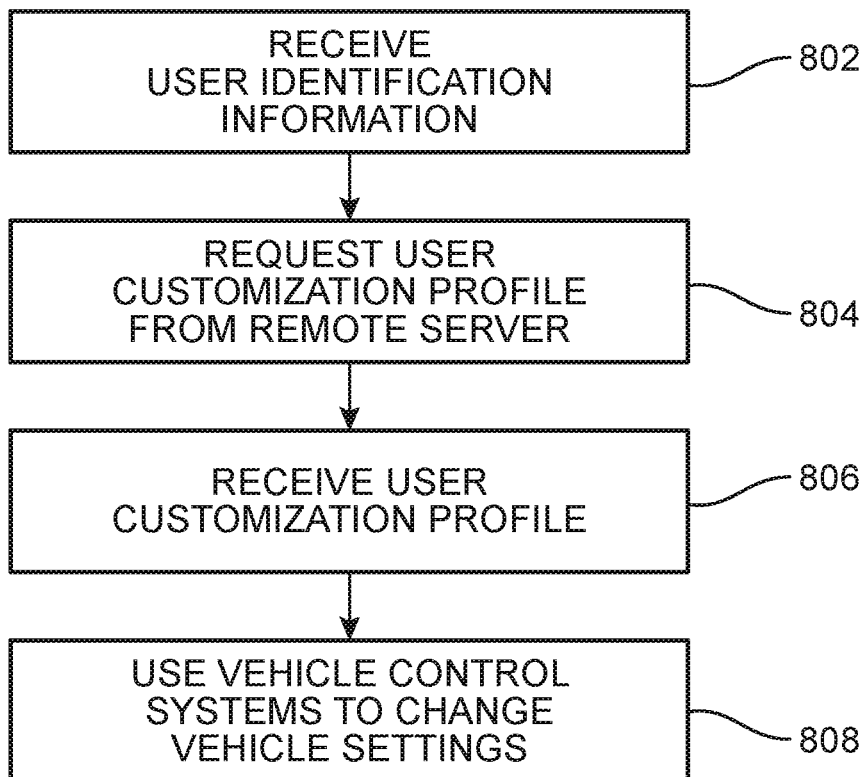 RECEIVE
USER IDENTIFICATION
INFORMATION
802
REQUEST USER
CUSTOMIZATION PROFILE
FROM REMOTE SERVER
804
RECEIVE USER
CUSTOMIZATION PROFILE
806
USE VEHICLE CONTROL
SYSTEMS TO CHANGE
VEHICLE SETTINGS
808